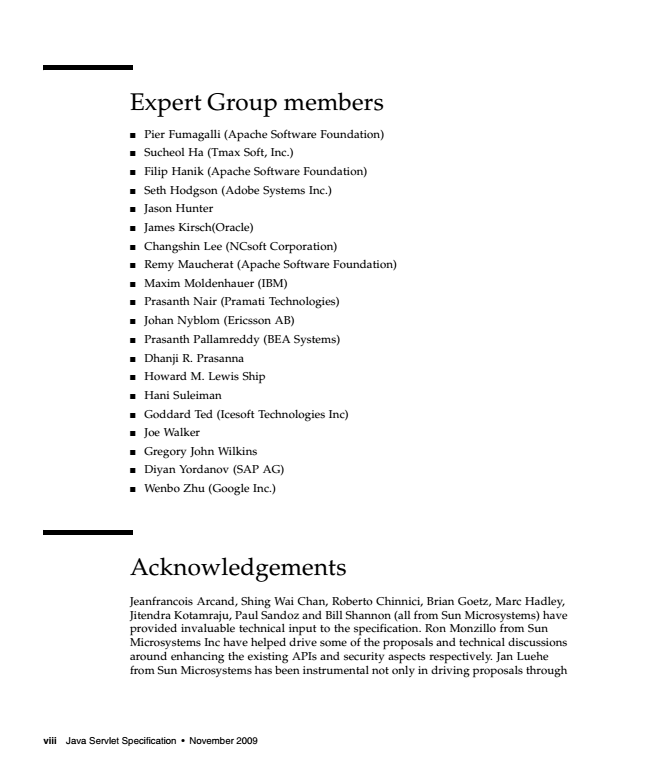 Expert Group members
■ Pier Fumagalli (Apache Software Foundation)
■ Sucheol Ha (Tmax Soft, Inc.)
■ Filip Hanik (Apache Software Foundation)
■ Seth Hodgson (Adobe Systems Inc.)
■ Jason Hunter
■ James Kirsch(Oracle)
■ Changshin Lee (NCsoft Corporation)
■ Remy Maucherat (Apache Software Foundation)
■ Maxim Moldenhauer (IBM)
■ Prasanth Nair (Pramati Technologies)
■ Johan Nyblom (Ericsson AB)
■ Prasanth Pallamreddy (BEA Systems)
■ Dhanji R. Prasanna
■ Howard M. Lewis Ship
■ Hani Suleiman
■ Goddard Ted (Icesoft Technologies Inc)
■ Joe Walker
■ Gregory John Wilkins
■ Diyan Yordanov (SAP AG)
■ Wenbo Zhu (Google Inc.)
Acknowledgements
Jeanfrancois Arcand, Shing Wai Chan, Roberto Chinnici, Brian Goetz, Marc Hadley,
Jitendra Kotamraju, Paul Sandoz and Bill Shannon (all from Sun Microsystems) have
provided invaluable technical input to the specification. Ron Monzillo from Sun
Microsystems Inc have helped drive some of the proposals and technical discussions
around enhancing the existing APIs and security aspects respectively. Jan Luehe
from Sun Microsystems has been instrumental not only in driving proposals through
viii Java Servlet Specification • November 2009